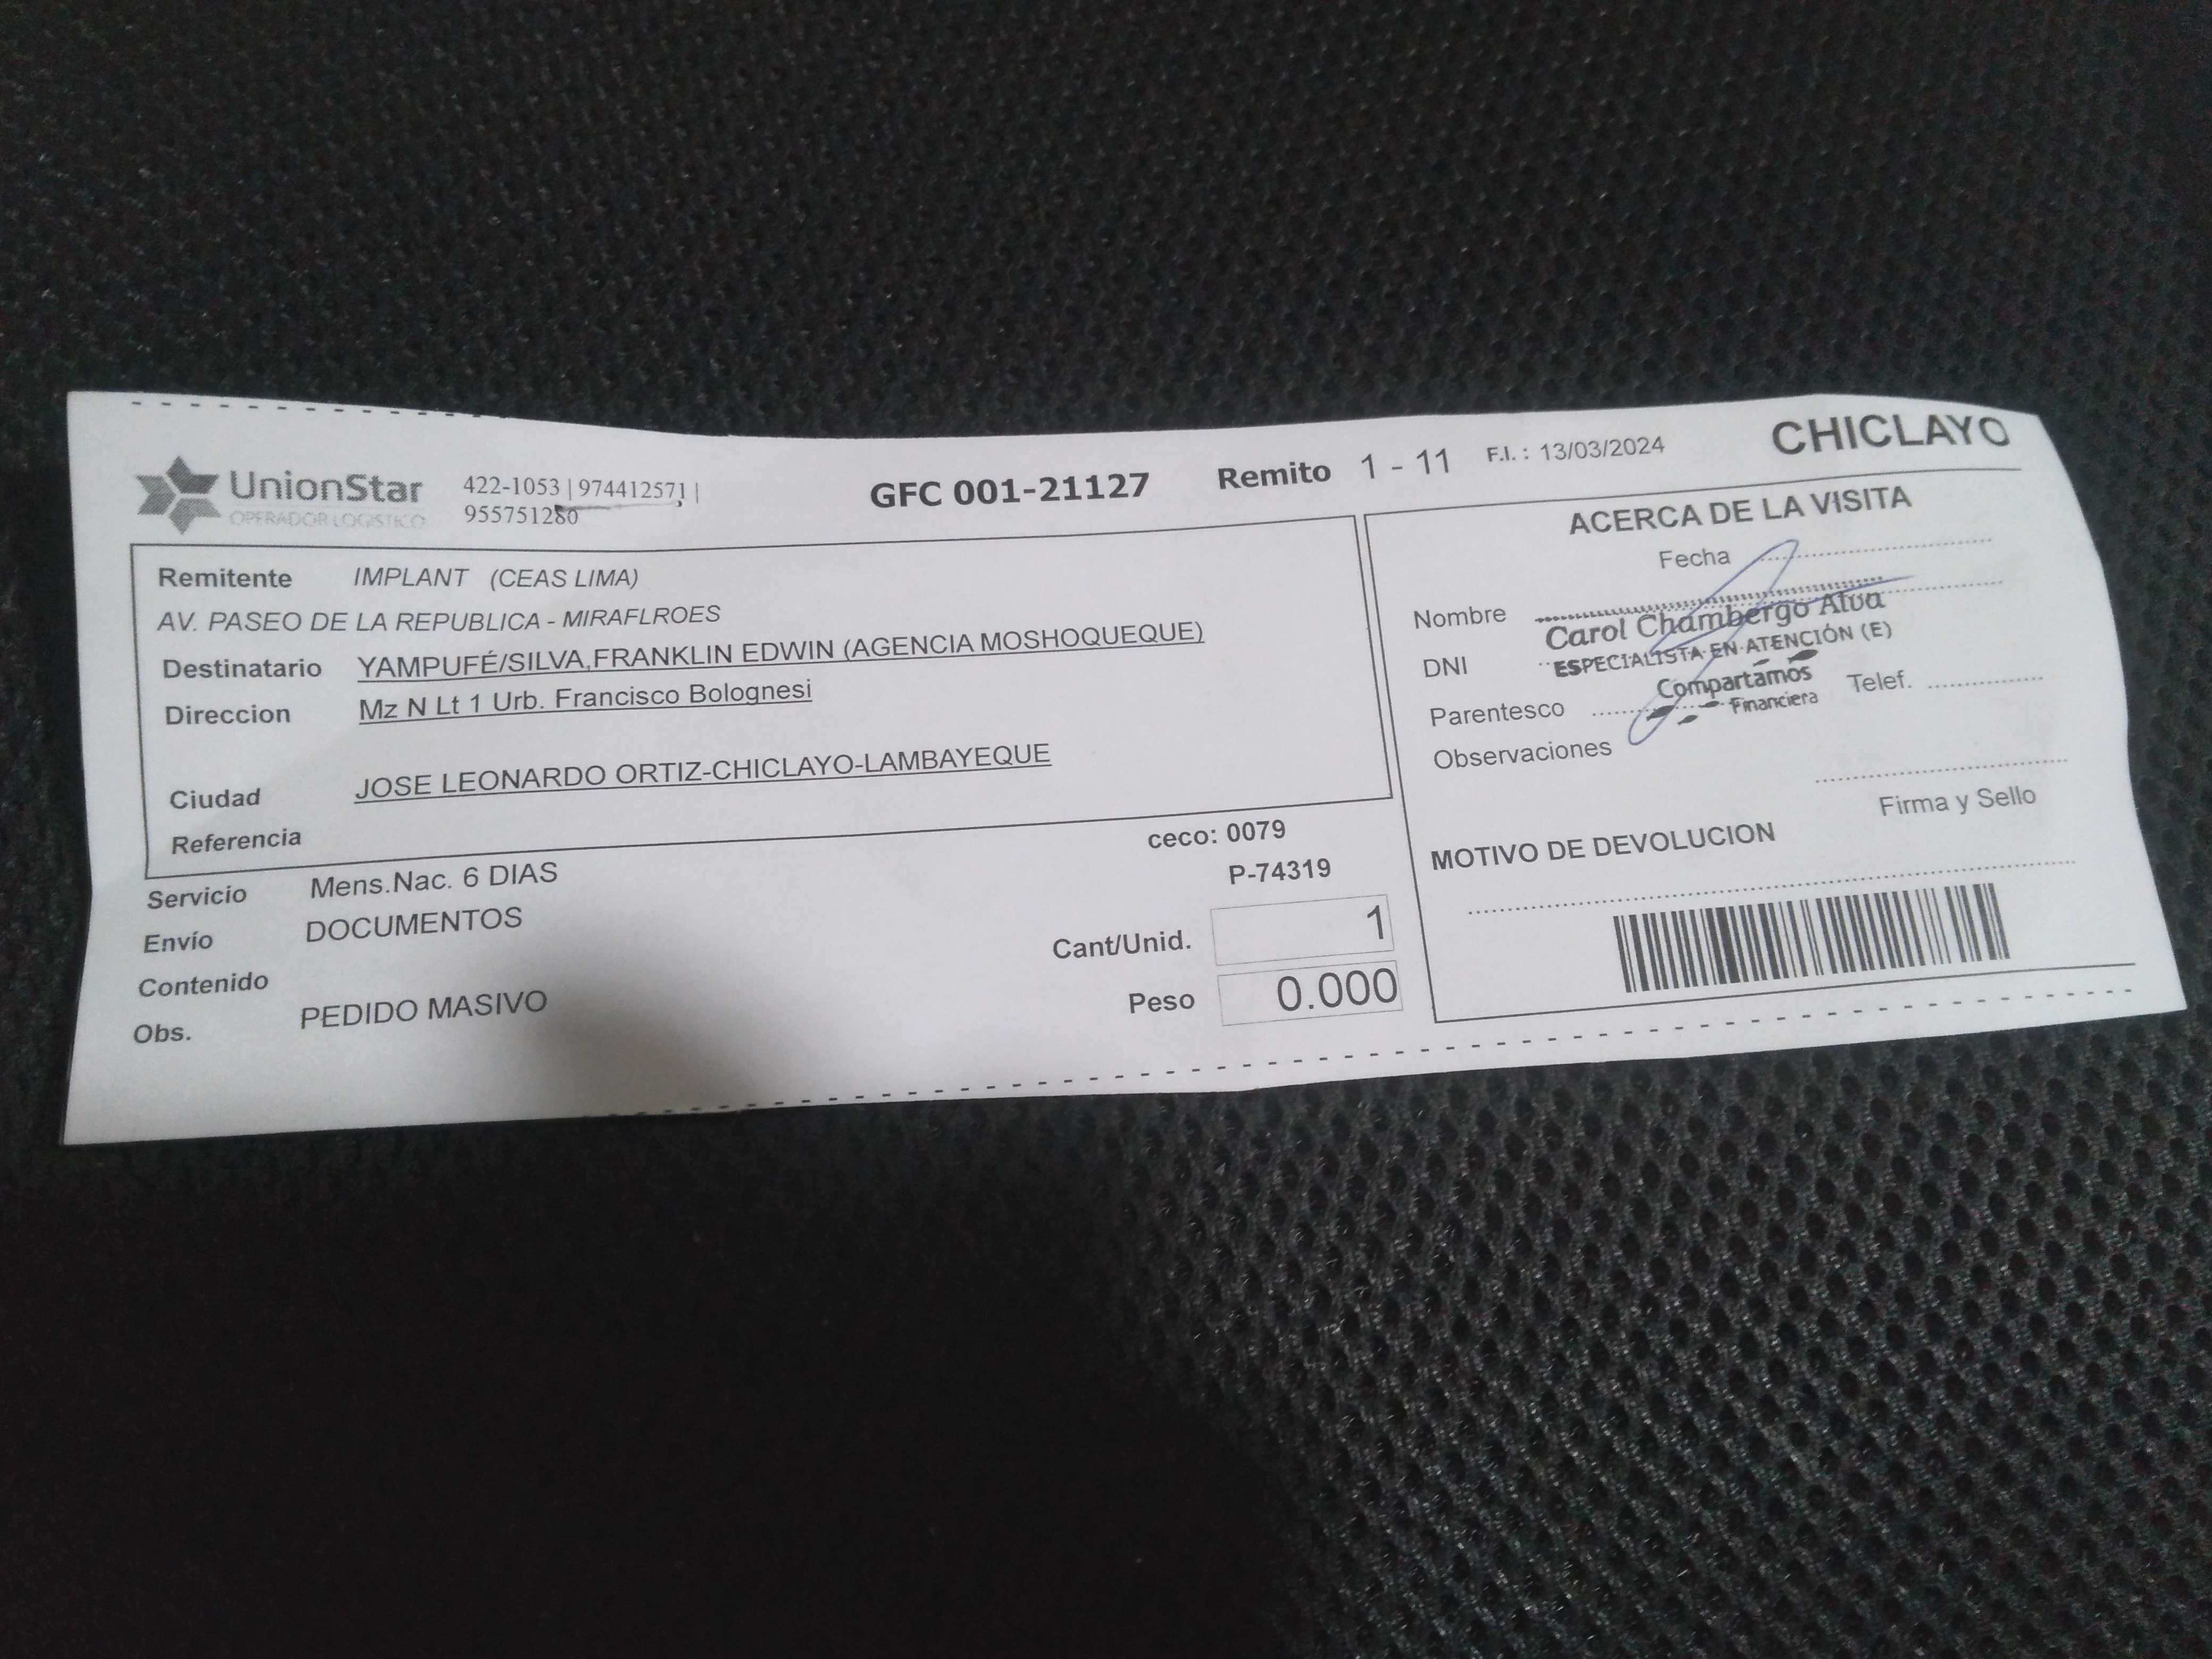 UnionStar
OPERADOR LOGISTICO
422-1053 | 974412571 |
955751280
GFC 001-21127
Remito 1 - 11
F.I. : 13/03/2024
CHICLAYO
Remitente IMPLANT (CEAS LIMA)
AV. PASEO DE LA REPUBLICA - MIRAFLROES
Destinatario YAMPUFÉ/SILVA,FRANKLIN EDWIN (AGENCIA MOSHOQUEQUE)
Direccion Mz N Lt 1 Urb. Francisco Bolognesi
Ciudad JOSE LEONARDO ORTIZ-CHICLAYO-LAMBAYEQUE
Referencia
Servicio Mens.Nac. 6 DIAS
Envío DOCUMENTOS
Contenido
Obs. PEDIDO MASIVO
ceco: 0079
P-74319
Cant/Unid. 1
Peso 0.000
ACERCA DE LA VISITA
Fecha
Nombre
Carol Chambergo Alva
DNI
ESPECIALISTA EN ATENCIÓN (E)
Compartamos
Financiera
Parentesco
Telef.
Observaciones
Firma y Sello
MOTIVO DE DEVOLUCION